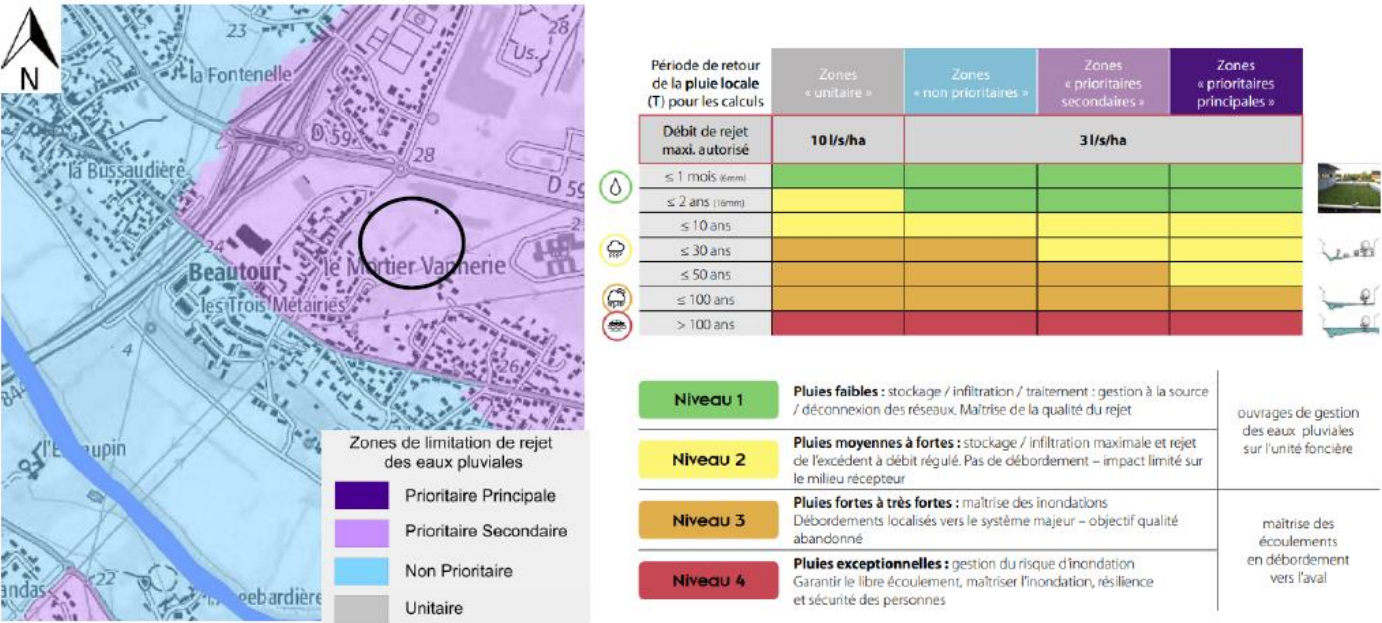 N
23
28
Us.
la Fontenelle
D 59
28
la Bussaudière
D 59
24
Beautour
le Mortier Vannerie
les Trois Métairies
4
26
84
22
Zones de limitation de rejet
des eaux pluviales
Prioritaire Principale
Prioritaire Secondaire
Non Prioritaire
Unitaire
Période de retour
de la pluie locale
(T) pour les calculs
Zones
« unitaire »
Zones
« non prioritaires »
Zones
« prioritaires
secondaires »
Zones
« prioritaires
principales »
Débit de rejet
maxi. autorisé
10 l/s/ha
3 l/s/ha
≤ 1 mois (6mm)
≤ 2 ans (16mm)
≤ 10 ans
≤ 30 ans
≤ 50 ans
≤ 100 ans
> 100 ans
Niveau 1
Pluies faibles : stockage / infiltration / traitement : gestion à la source
/ déconnexion des réseaux. Maîtrise de la qualité du rejet
Niveau 2
Pluies moyennes à fortes : stockage / infiltration maximale et rejet
de l'excédent à débit régulé. Pas de débordement – impact limité sur
le milieu récepteur
ouvrages de gestion
des eaux pluviales
sur l'unité foncière
Niveau 3
Pluies fortes à très fortes : maîtrise des inondations
Débordements localisés vers le système majeur – objectif qualité
abandonné
Niveau 4
Pluies exceptionnelles : gestion du risque d'inondation
Garantir le libre écoulement, maîtriser l'inondation, résilience
et sécurité des personnes
maîtrise des
écoulements
en débordement
vers l'aval